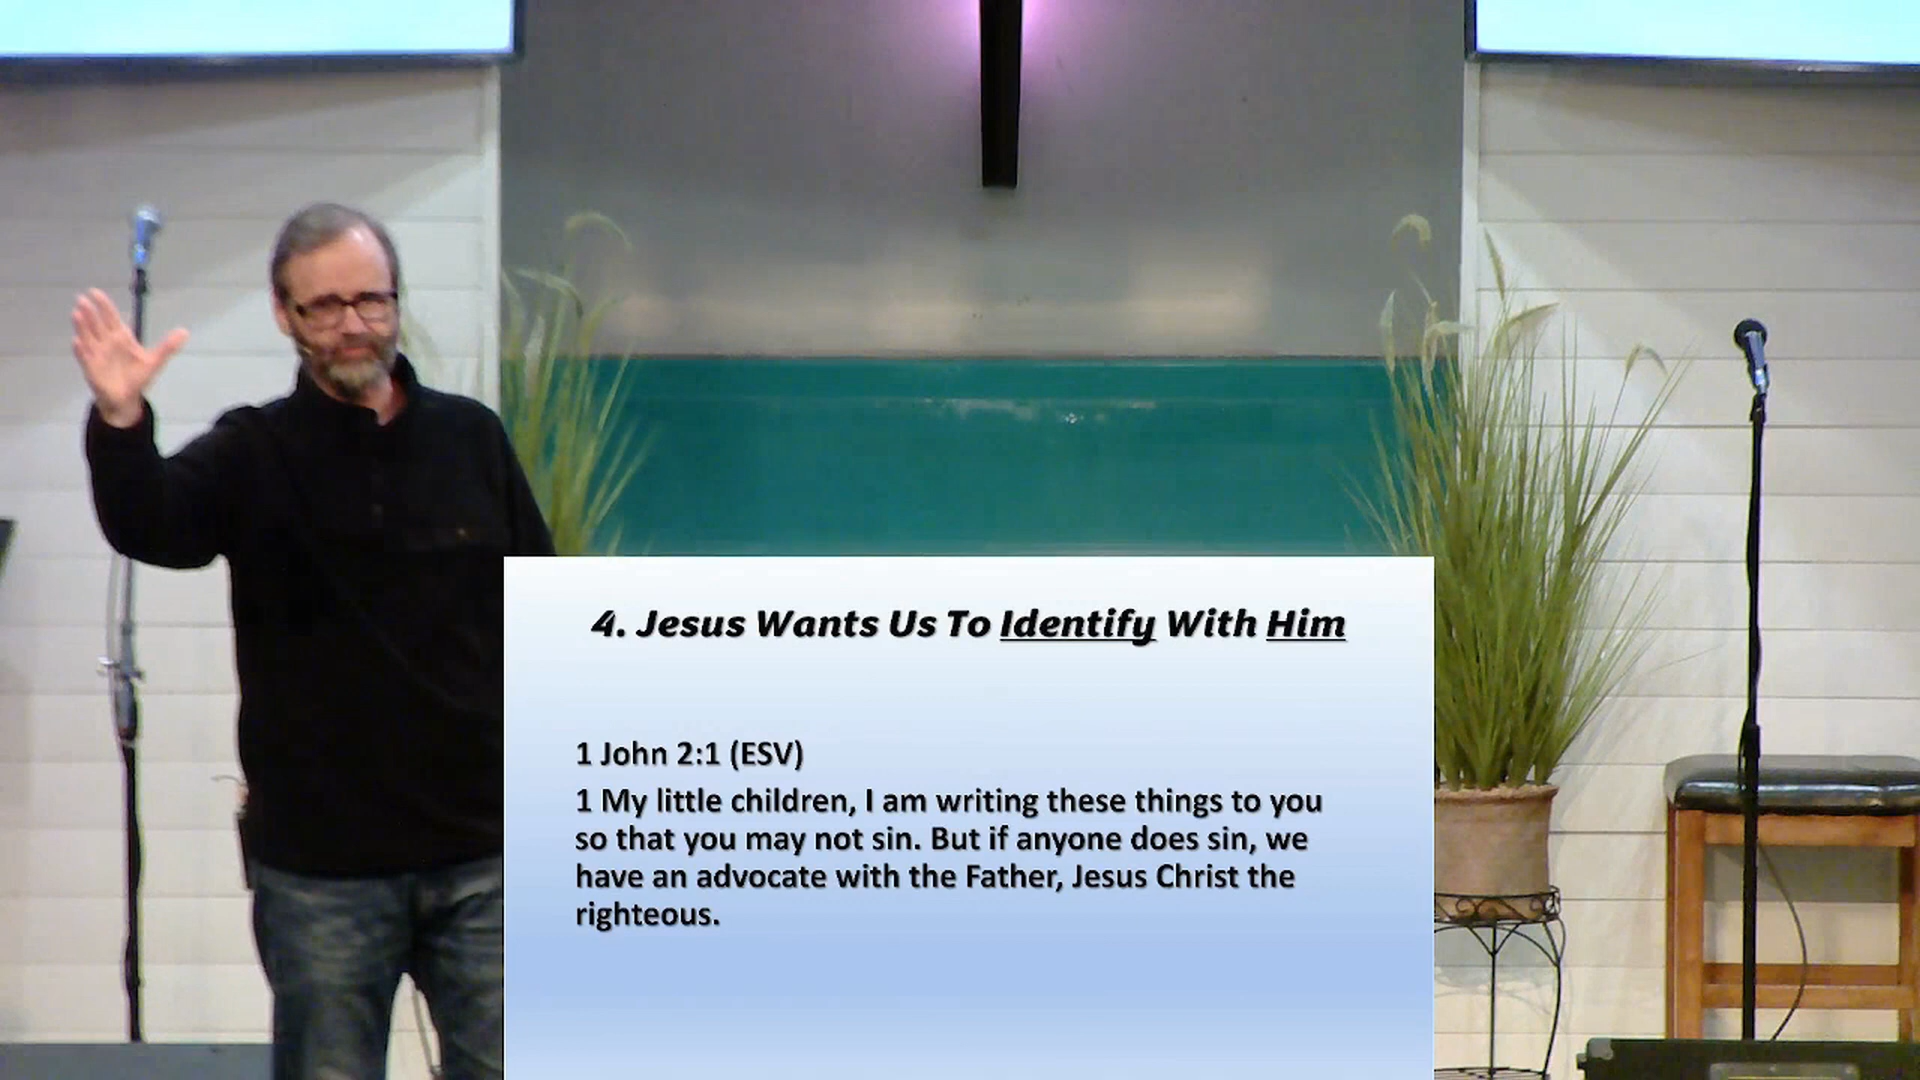 4. Jesus Wants Us To Identify With Him
1 John 2:1 (ESV)
1 My little children, I am writing these things to you
so that you may not sin. But if anyone does sin, we
have an advocate with the Father, Jesus Christ the
righteous.